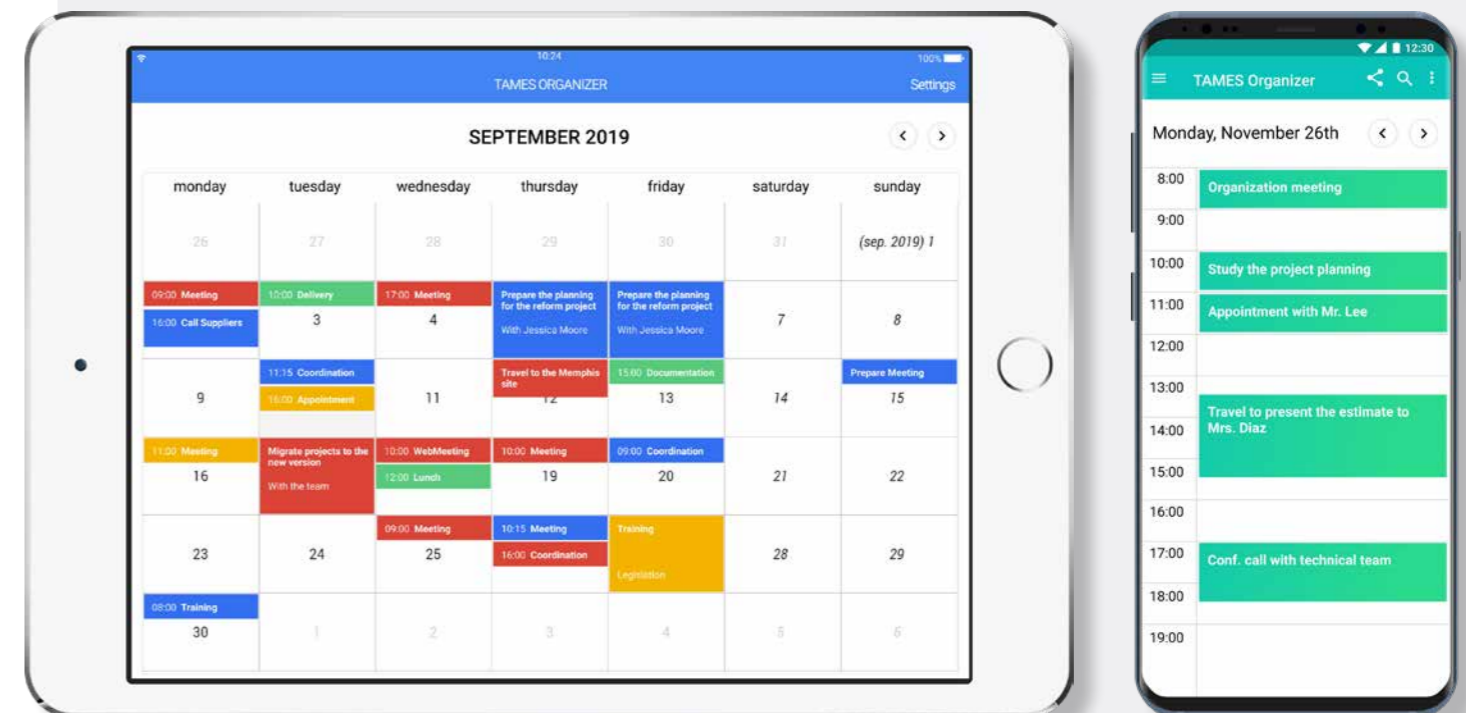 10:24
100%
TAMES ORGANIZER
Settings
SEPTEMBER 2019
monday tuesday wednesday thursday friday saturday sunday
26 27 28 29 30 31 (sep. 2019) 1
09:00 Meeting
16:00 Call Suppliers
10:00 Delivery
3
17:00 Meeting
4
Prepare the planning
for the reform project
With Jessica Moore
Prepare the planning
for the reform project
With Jessica Moore
7
8
9
11:15 Coordination
16:00 Appointment
11
Travel to the Memphis
site
12
15:00 Documentation
13
14
Prepare Meeting
15
11:00 Meeting
16
Migrate projects to the
new version
With the team
10:00 WebMeeting
12:00 Lunch
10:00 Meeting
19
09:00 Coordination
20
21
22
23
24
09:00 Meeting
25
10:15 Meeting
16:00 Coordination
Training
Legislation
28
29
08:00 Training
30
1
2
3
4
5
6
12:30
TAMES Organizer
Monday, November 26th
8:00
Organization meeting
9:00
10:00
Study the project planning
11:00
Appointment with Mr. Lee
12:00
13:00
Travel to present the estimate to
14:00
Mrs. Diaz
15:00
16:00
17:00
Conf. call with technical team
18:00
19:00